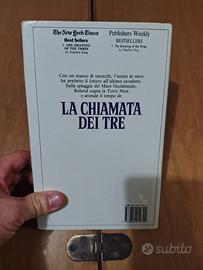 The New York Times
Best Sellers
1. THE DRAWING
OF THE THREE
by Stephen King
Publishers Weekly
BESTSELLERS
1. The Drawing of the Three
by Stephen King
Con un mazzo di tarocchi, l'uomo in nero
ha predetto il futuro all'ultimo cavaliere.
Sulla spiaggia del Mare Occidentale,
Roland sogna la Torre Nera
e attende il tempo de
LA CHIAMATA
DEI TRE
subito